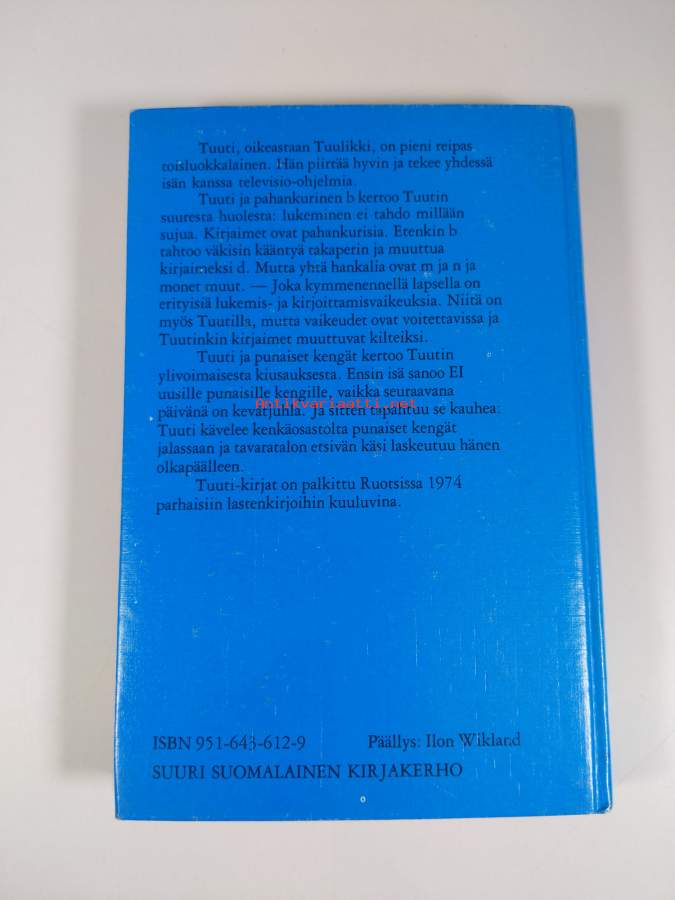 Tuuti, oikeastaan Tuulikki, on pieni reipas
toisluokkalainen. Hän piirtää hyvin ja tekee yhdessä
isän kanssa televisio-ohjelmia.
Tuuti ja pahankurinen b kertoo Tuutin
suuresta huolesta: lukeminen ei tahdo millään
sujua. Kirjaimet ovat pahankurisia. Etenkin b
tahtoo väkisin kääntyä takaperin ja muuttua
kirjaimeksi d. Mutta yhtä hankalia ovat m ja n ja
monet muut. — Joka kymmenennellä lapsella on
erityisiä lukemis- ja kirjoittamisvaikeuksia. Niitä on
myös Tuutilla, mutta vaikeudet ovat voitettavissa ja
Tuutinkin kirjaimet muuttuvat kilteiksi.
Tuuti ja punaiset kengät kertoo Tuutin
ylivoimaisesta kiusauksesta. Ensin isä sanoo EI
uusille punaisille kengille, vaikka seuraavana
Antikvariaatti.net
päivänä on kevätjuhla. Ja sitten tapahtuu se kauhea:
Tuuti kävelee kenkäosastolta punaiset kengät
jalassaan ja tavaratalon etsivän käsi laskeutuu hänen
olkapäälleen.
Tuuti-kirjat on palkittu Ruotsissa 1974
parhaisiin lastenkirjoihin kuuluvina.
ISBN 951-643-612-9 Päällys: Ilon Wikland
SUURI SUOMALAINEN KIRJAKERHO